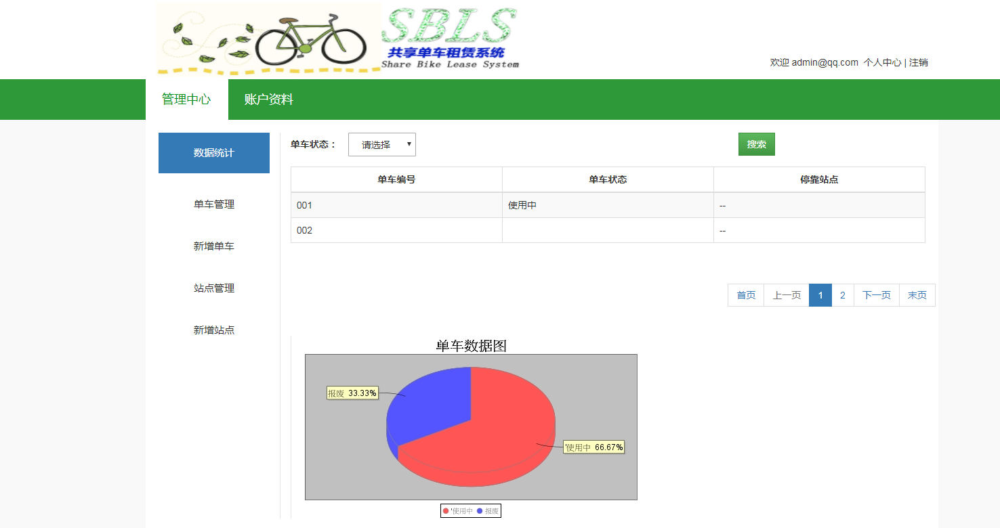 SBLS
共享单车租赁系统
Share Bike Lease System
欢迎 admin@qq.com 个人中心 | 注销
管理中心 账户资料
数据统计
单车管理
新增单车
站点管理
新增站点
单车状态： 请选择 搜索
单车编号 单车状态 停靠站点
001 使用中 --
002 --
首页 上一页 1 2 下一页 末页
单车数据图
报废 33.33%
'使用中 66.67%
'使用中 报废